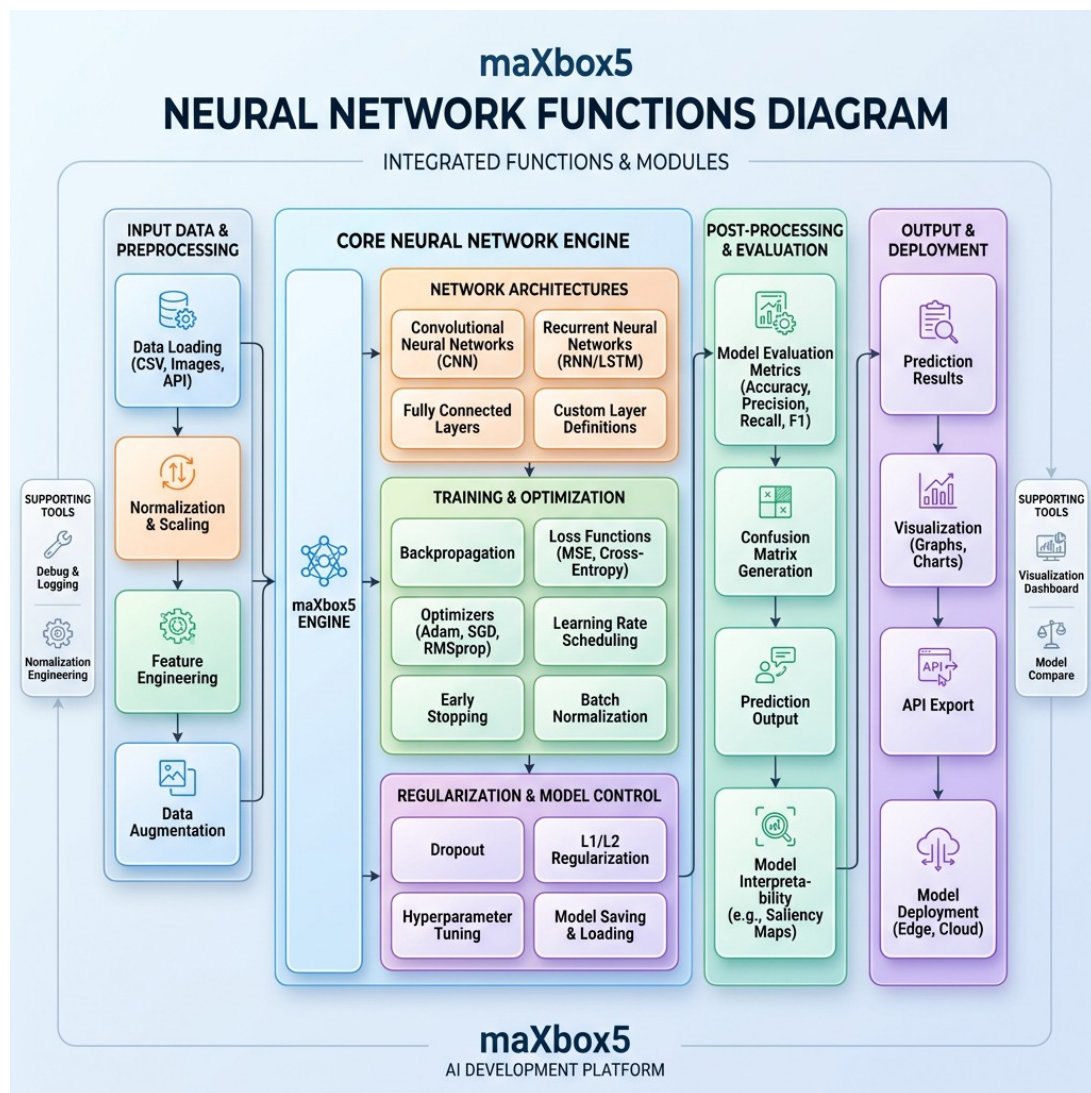 maXbox5
NEURAL NETWORK FUNCTIONS DIAGRAM
INTEGRATED FUNCTIONS & MODULES
INPUT DATA &
PREPROCESSING
Data Loading
(CSV, Images,
API)
Normalization
& Scaling
Feature
Engineering
Data
Augmentation
SUPPORTING
TOOLS
Debug &
Logging
Nomalization
Engineering
CORE NEURAL NETWORK ENGINE
maXbox5
ENGINE
NETWORK ARCHITECTURES
Convolutional
Neural Networks
(CNN)
Recurrent Neural
Networks
(RNN/LSTM)
Fully Connected
Layers
Custom Layer
Definitions
TRAINING & OPTIMIZATION
Backpropagation
Loss Functions
(MSE, Cross-
Entropy)
Optimizers
(Adam, SGD,
RMSprop)
Learning Rate
Scheduling
Early
Stopping
Batch
Normalization
REGULARIZATION & MODEL CONTROL
Dropout
L1/L2
Regularization
Hyperparameter
Tuning
Model Saving
& Loading
POST-PROCESSING
& EVALUATION
Model Evaluation
Metrics
(Accuracy,
Precision,
Recall, F1)
Confusion
Matrix
Generation
Prediction
Output
Model
Interpreta-
bility
(e.g., Saliency
Maps)
OUTPUT &
DEPLOYMENT
Prediction
Results
Visualization
(Graphs,
Charts)
API
API Export
Model
Deployment
(Edge, Cloud)
SUPPORTING
TOOLS
Visualization
Dashboard
Model
Compare
maXbox5
AI DEVELOPMENT PLATFORM